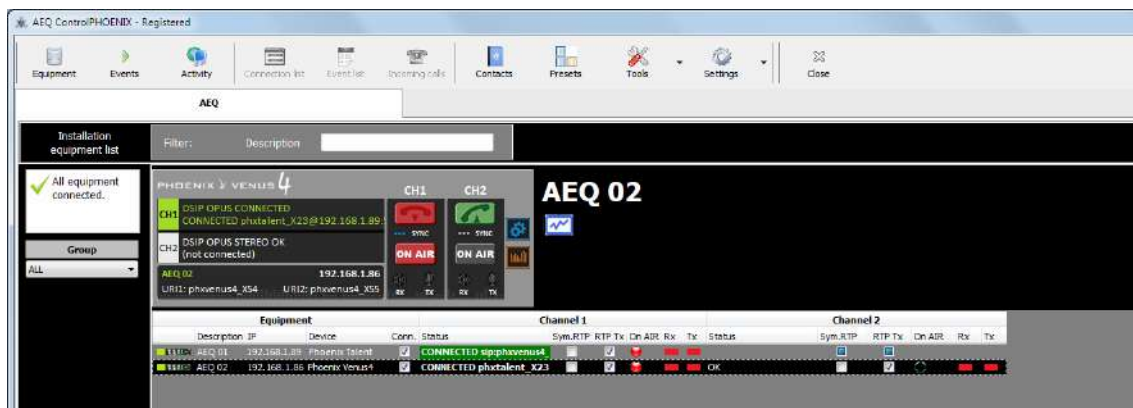 AEQ ControlPHOENIX - Registered
Equipment Events Activity Connection list Event list Incoming calls Contacts Presets Tools Settings Close
AEQ
Installation equipment list
Filter: Description
All equipment connected.
Group
ALL
PHOENIX VENUS 4
CH1 CH2
CH1 DSIP OPUS CONNECTED
CONNECTED phxtalent_X23@192.168.1.89:
CH2 DSIP OPUS STEREO OK
(not connected)
SYNC SYNC
ON AIR ON AIR
AEQ 02 192.168.1.86
URI1: phxvenus4_X54 URI2: phxvenus4_X55
RX TX RX TX
AEQ 02
Equipment Channel 1 Channel 2
Description IP Device Conn. Status Sym.RTP RTP Tx On AIR Rx Tx Status Sym.RTP RTP Tx On AIR Rx Tx
AEQ 01 192.168.1.89 Phoenix Talent CONNECTED sip:phxvenus4_
AEQ 02 192.168.1.86 Phoenix Venus4 CONNECTED phxtalent_X23 OK